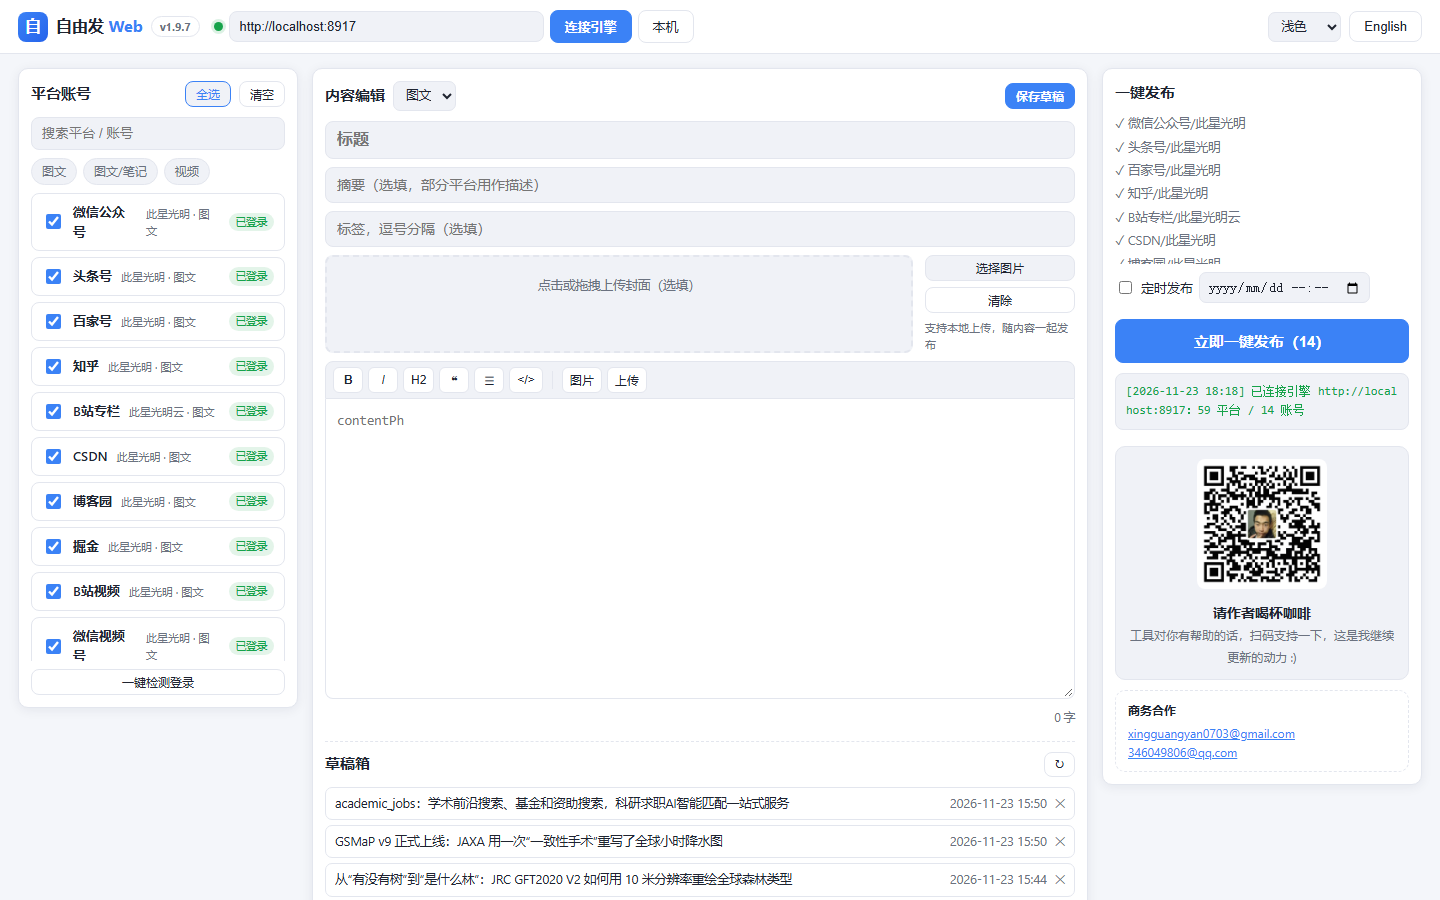 自 自由发 Web v1.9.7 http://localhost:8917 连接引擎 本机 浅色 English
平台账号 全选 清空
搜索平台 / 账号
图文 图文/笔记 视频
微信公众号 此星光明 · 图文 已登录
头条号 此星光明 · 图文 已登录
百家号 此星光明 · 图文 已登录
知乎 此星光明 · 图文 已登录
B站专栏 此星光明云 · 图文 已登录
CSDN 此星光明 · 图文 已登录
博客园 此星光明 · 图文 已登录
掘金 此星光明 · 图文 已登录
B站视频 此星光明 · 图文 已登录
微信视频号 此星光明 · 图文 已登录
一键检测登录
内容编辑 图文 保存草稿
标题
摘要（选填，部分平台用作描述）
标签，逗号分隔（选填）
点击或拖拽上传封面（选填）
选择图片
清除
支持本地上传，随内容一起发布
B I H2 ❝ ☰ </> 图片 上传
contentPh
0 字
草稿箱 ↻
academic_jobs：学术前沿搜索、基金和资助搜索，科研求职AI智能匹配一站式服务 2026-11-23 15:50 ×
GSMaP v9 正式上线：JAXA 用一次“一致性手术”重写了全球小时降水图 2026-11-23 15:50 ×
从“有没有树”到“是什么林”：JRC GFT2020 V2 如何用 10 米分辨率重绘全球森林类型 2026-11-23 15:44 ×
一键发布
✓ 微信公众号/此星光明
✓ 头条号/此星光明
✓ 百家号/此星光明
✓ 知乎/此星光明
✓ B站专栏/此星光明云
✓ CSDN/此星光明
✓ 博客园/此星光明
定时发布 yyyy/mm/dd --:--
立即一键发布（14）
[2026-11-23 18:18] 已连接引擎 http://local
host:8917: 59 平台 / 14 账号
请作者喝杯咖啡
工具对你有帮助的话，扫码支持一下，这是我继续
更新的动力 :)
商务合作
xingguangyan0703@gmail.com
346049806@qq.com